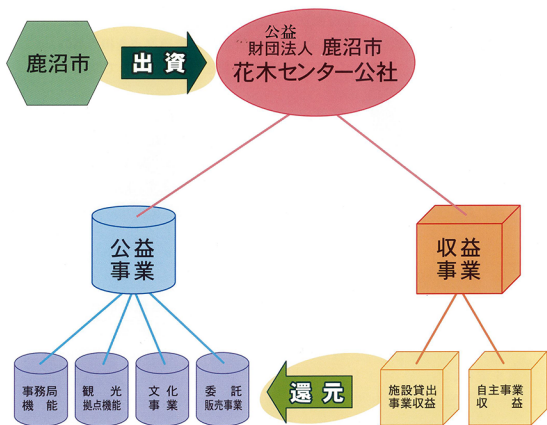 鹿沼市
出資
公益
財団法人 鹿沼市
花木センター公社
公益
事業
収益
事業
事務局
機能
観光
拠点機能
文化
事業
委託
販売事業
還元
施設貸出
事業収益
自主事業
収益